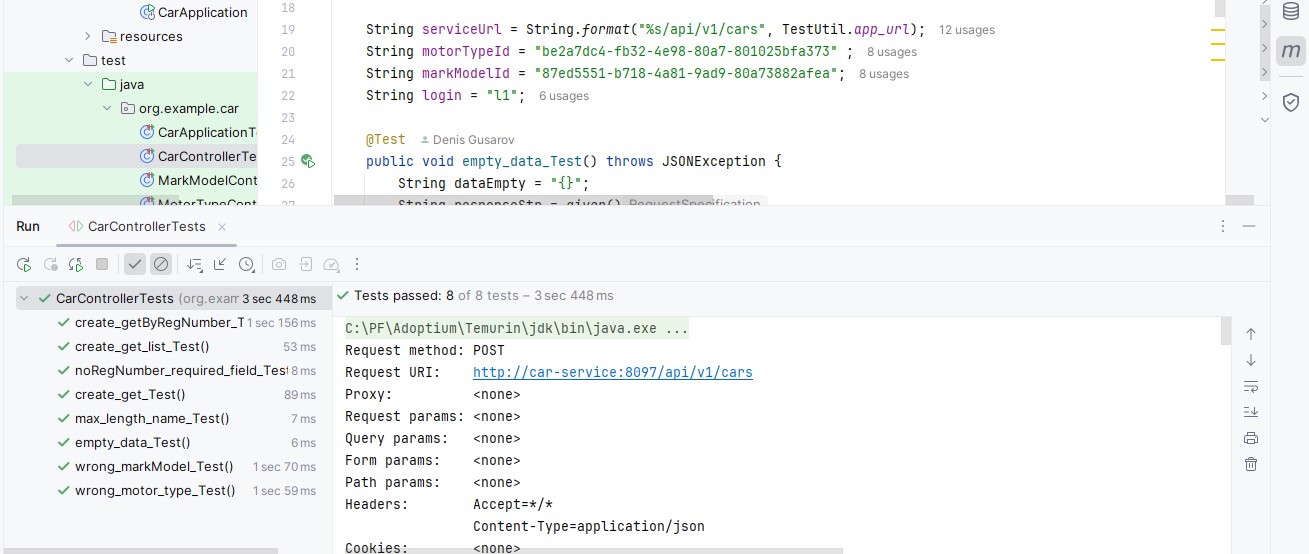 CarApplication
resources
test
java
org.example.car
CarApplicationT
CarControllerTe
MarkModelCont
MotorTypeCont
18
19 String serviceUrl = String.format("%s/api/v1/cars", TestUtil.app_url); 12 usages
20 String motorTypeId = "be2a7dc4-fb32-4e98-80a7-801025bfa373" ; 8 usages
21 String markModelId = "87ed5551-b718-4a81-9ad9-80a73882afea"; 8 usages
22 String login = "l1"; 6 usages
23
24 @Test Denis Gusarov
25 public void empty_data_Test() throws JSONException {
26 String dataEmpty = "{}";
27 String responseStr = given() RequestSpecification
m
Run CarControllerTests
CarControllerTests (org.exam 3 sec 448 ms
create_getByRegNumber_T 1 sec 156 ms
create_get_list_Test() 53 ms
noRegNumber_required_field_Test 8 ms
create_get_Test() 89 ms
max_length_name_Test() 7 ms
empty_data_Test() 6 ms
wrong_markModel_Test() 1 sec 70 ms
wrong_motor_type_Test() 1 sec 59 ms
Tests passed: 8 of 8 tests – 3 sec 448 ms
C:\PF\Adoptium\Temurin\jdk\bin\java.exe ...
Request method: POST
Request URI: http://car-service:8097/api/v1/cars
Proxy: <none>
Request params: <none>
Query params: <none>
Form params: <none>
Path params: <none>
Headers: Accept=*/*
Content-Type=application/json
Cookies: <none>